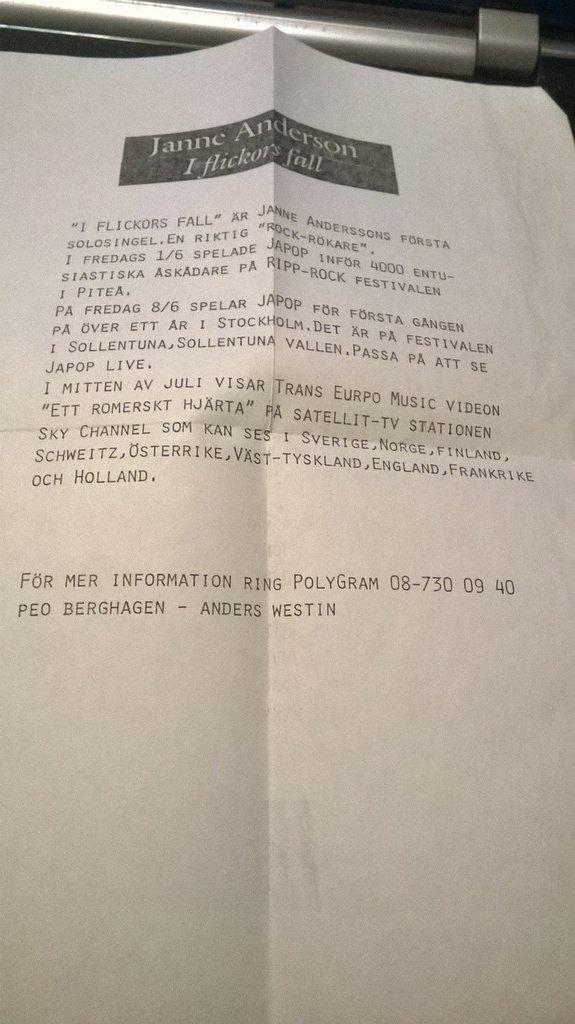 Janne Anderson
I flickors fall
"I FLICKORS FALL" ÄR JANNE ANDERSSONS FÖRSTA
SOLOSINGEL.EN RIKTIG "ROCK-RÖKARE".
I FREDAGS 1/6 SPELADE JAPOP INFÖR 4000 ENTU-
SIASTISKA ÅSKÅDARE PÅ RIPP-ROCK FESTIVALEN
I PITEÅ.
PÅ FREDAG 8/6 SPELAR JAPOP FÖR FÖRSTA GÅNGEN
PÅ ÖVER ETT ÅR I STOCKHOLM.DET ÄR PÅ FESTIVALEN
I SOLLENTUNA,SOLLENTUNA VALLEN.PASSA PÅ ATT SE
JAPOP LIVE.
I MITTEN AV JULI VISAR TRANS EURPO MUSIC VIDEON
"ETT ROMERSKT HJÄRTA" PÅ SATELLIT-TV STATIONEN
SKY CHANNEL SOM KAN SES I SVERIGE,NORGE,FINLAND,
SCHWEITZ,ÖSTERRIKE,VÄST-TYSKLAND,ENGLAND,FRANKRIKE
OCH HOLLAND.
FÖR MER INFORMATION RING POLYGRAM 08-730 09 40
PEO BERGHAGEN - ANDERS WESTIN